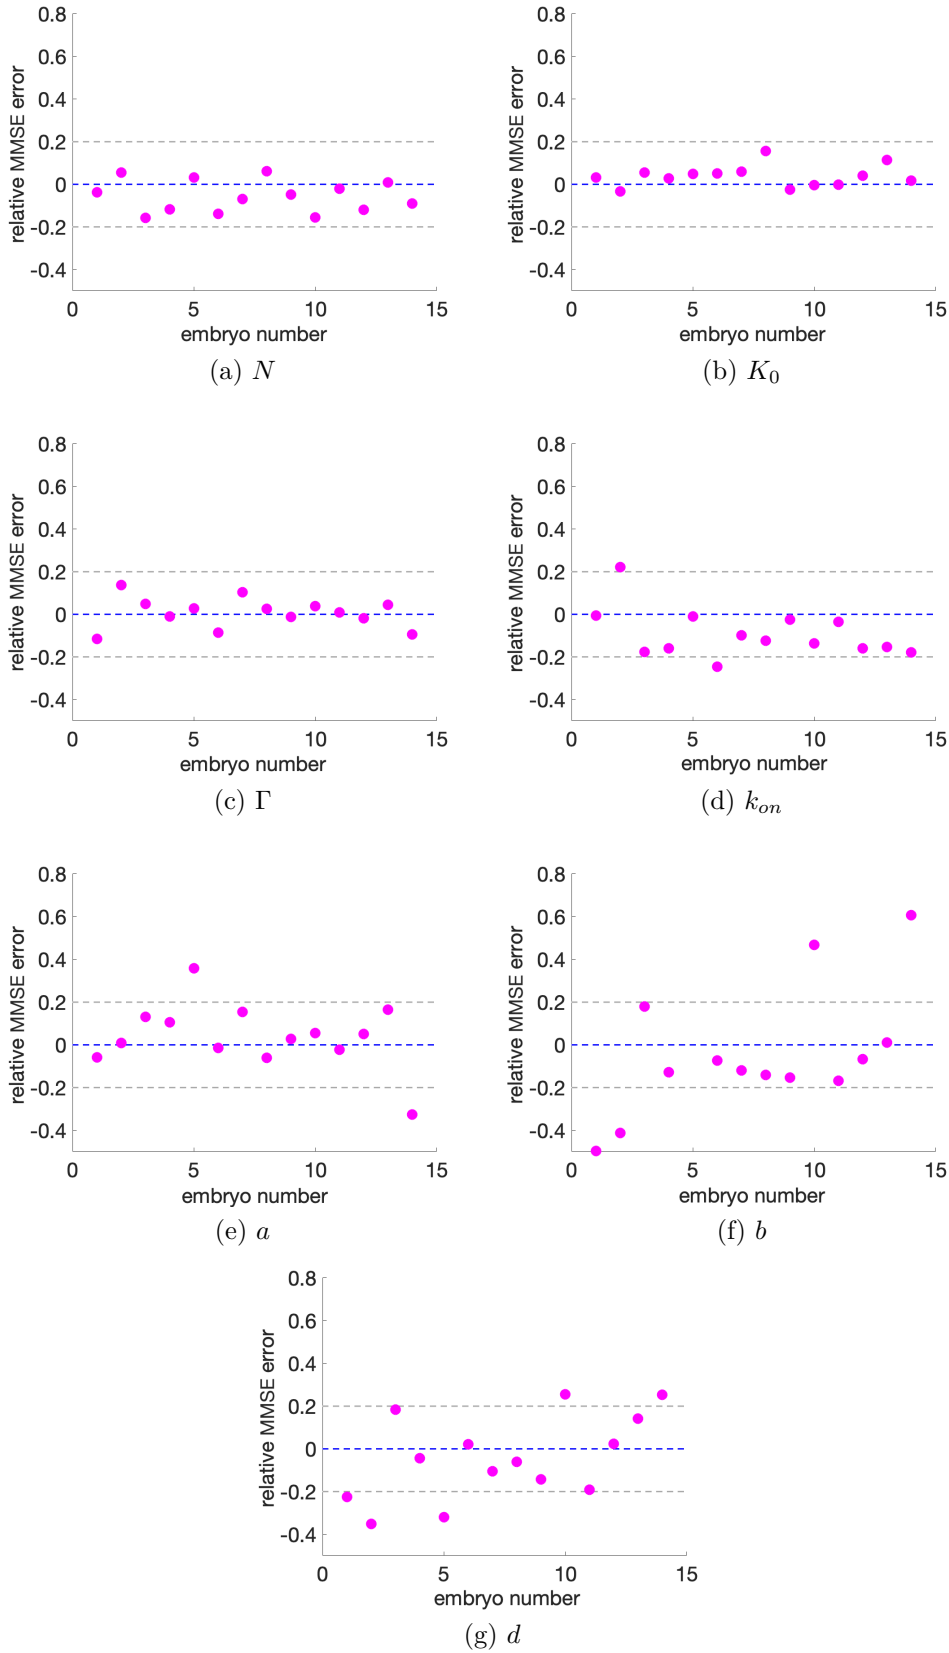 0.8 0.8
0.6 0.6
0.4 0.4
0.2 0.2
0 0
-0.2 -0.2
-0.4 -0.4
relative MMSE error relative MMSE error
0 5 10 15 0 5 10 15
embryo number embryo number
(a) N (b) K₀
0.8 0.8
0.6 0.6
0.4 0.4
0.2 0.2
0 0
-0.2 -0.2
-0.4 -0.4
relative MMSE error relative MMSE error
0 5 10 15 0 5 10 15
embryo number embryo number
(c) Γ (d) kₒₙ
0.8 0.8
0.6 0.6
0.4 0.4
0.2 0.2
0 0
-0.2 -0.2
-0.4 -0.4
relative MMSE error relative MMSE error
0 5 10 15 0 5 10 15
embryo number embryo number
(e) a (f) b
0.8
0.6
0.4
0.2
0
-0.2
-0.4
relative MMSE error
0 5 10 15
embryo number
(g) d